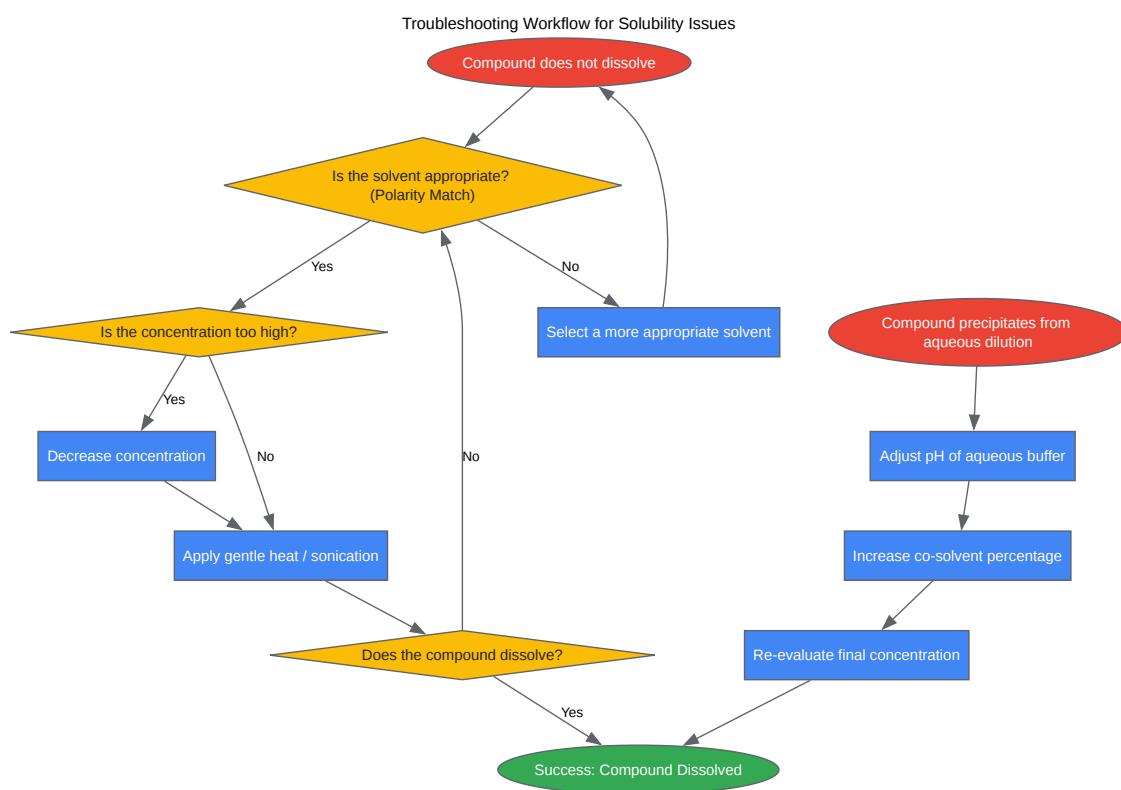 Troubleshooting Workflow for Solubility Issues
Compound does not dissolve
Is the solvent appropriate?
(Polarity Match)
Yes
No
Is the concentration too high?
Select a more appropriate solvent
Compound precipitates from
aqueous dilution
Yes
No
No
Decrease concentration
Adjust pH of aqueous buffer
Apply gentle heat / sonication
Increase co-solvent percentage
Does the compound dissolve?
Re-evaluate final concentration
Yes
Success: Compound Dissolved